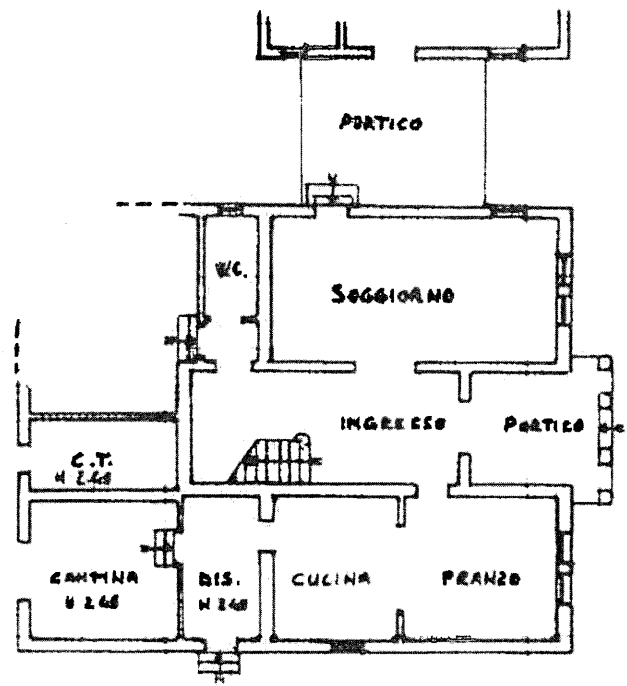 PORTICO
W.C.
SOGGIORNO
INGRESSO
PORTICO
C.T.
H 2.40
CANTINA
H 2.40
DIS.
H 2.40
CUCINA
PRANZO